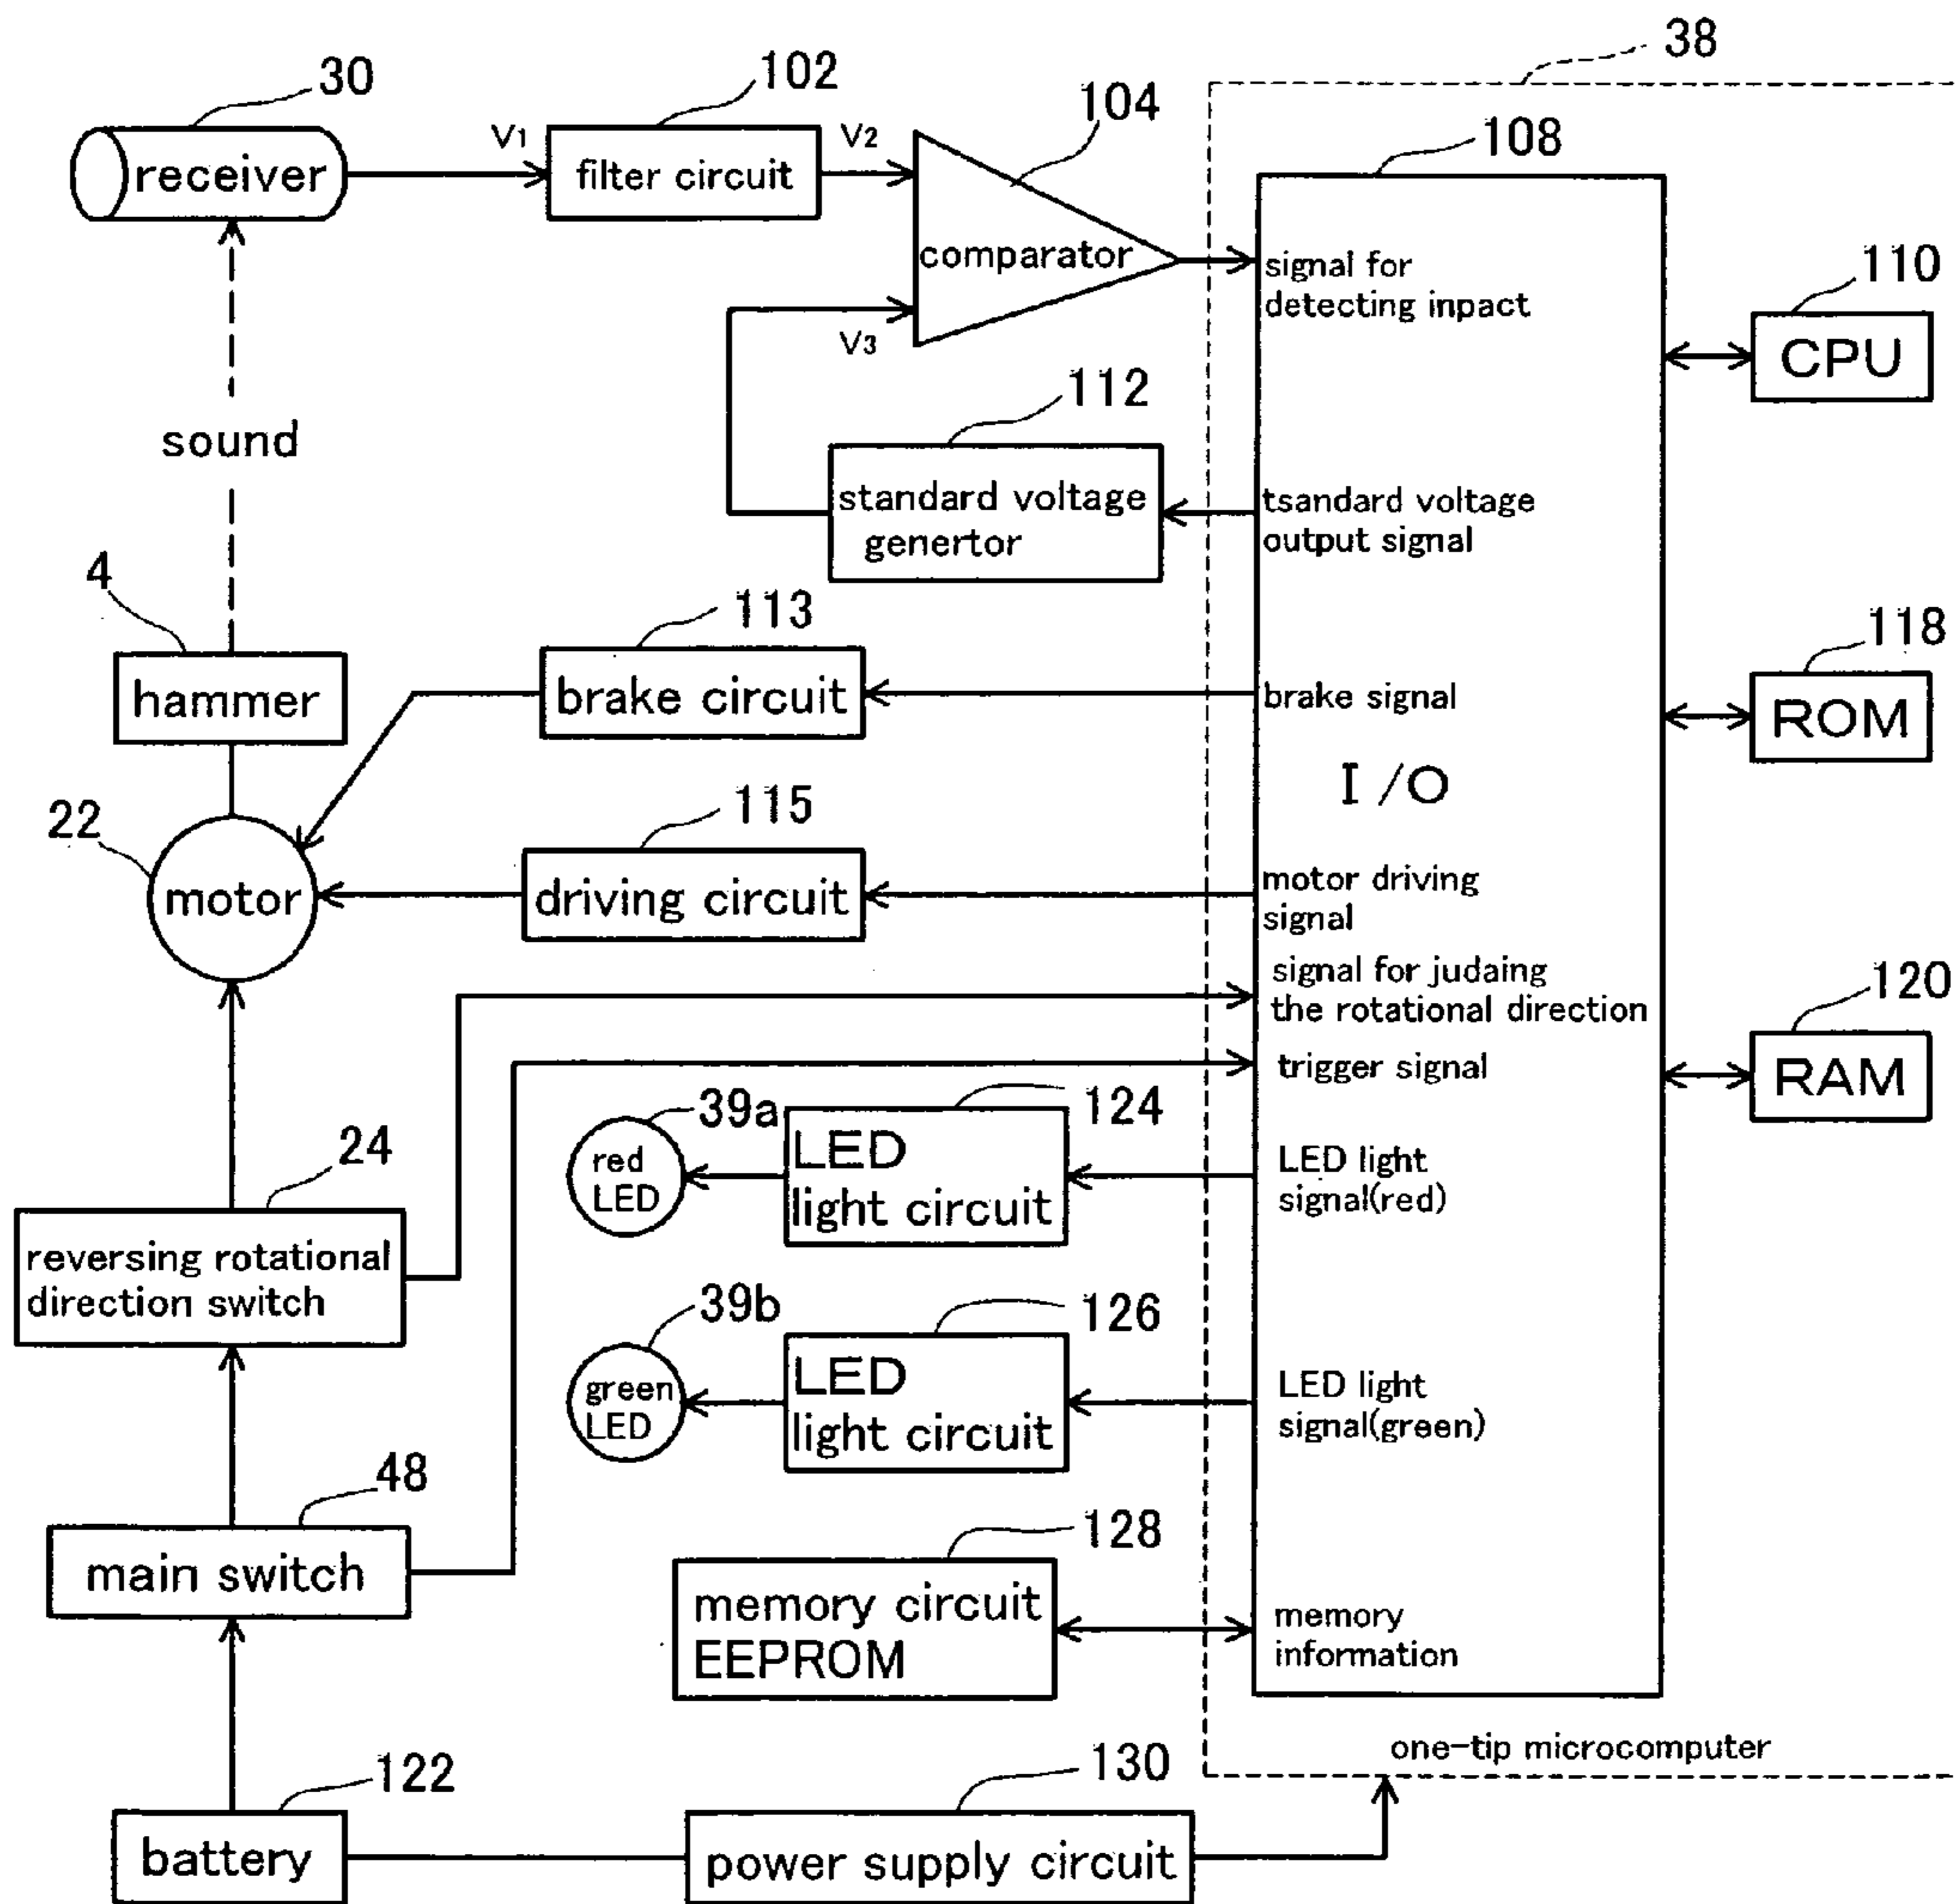 38
30
102
104
108
V1
V2
receiver
filter circuit
comparator
signal for
detecting inpact
110
CPU
V3
112
sound
standard voltage
genertor
tsandard voltage
output signal
4
113
118
hammer
brake circuit
brake signal
ROM
I/O
22
115
motor
driving circuit
motor driving
signal
signal for judaing
the rotational direction
120
trigger signal
RAM
39a
124
24
red
LED
LED
light circuit
LED light
signal(red)
reversing rotational
direction switch
39b
126
green
LED
LED
light circuit
LED light
signal(green)
48
128
main switch
memory circuit
EEPROM
memory
information
one-tip microcomputer
122
130
battery
power supply circuit